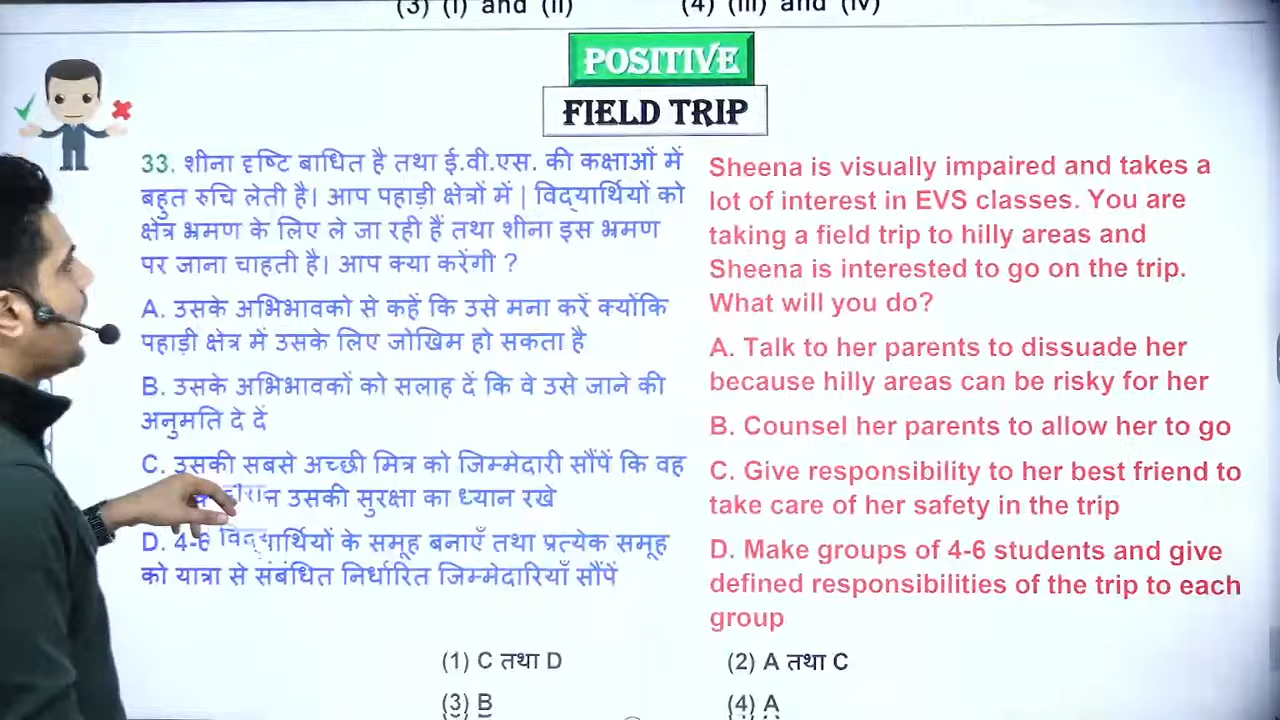 (3) (i) and (ii)
(4) (iii) and (iv)
POSITIVE
FIELD TRIP
33. शीना दृष्टि बाधित है तथा ई.वी.एस. की कक्षाओं में
बहुत रुचि लेती है। आप पहाड़ी क्षेत्रों में | विद्यार्थियों को
क्षेत्र भ्रमण के लिए ले जा रही हैं तथा शीना इस भ्रमण
पर जाना चाहती है। आप क्या करेंगी ?
A. उसके अभिभावको से कहें कि उसे मना करें क्योंकि
पहाड़ी क्षेत्र में उसके लिए जोखिम हो सकता है
B. उसके अभिभावकों को सलाह दें कि वे उसे जाने की
अनुमति दे दें
C. उसकी सबसे अच्छी मित्र को जिम्मेदारी सौंपें कि वह
उसकी सुरक्षा का ध्यान रखे
D. 4-6 विद्यार्थियों के समूह बनाएँ तथा प्रत्येक समूह
को यात्रा से संबंधित निर्धारित जिम्मेदारियाँ सौंपें
Sheena is visually impaired and takes a
lot of interest in EVS classes. You are
taking a field trip to hilly areas and
Sheena is interested to go on the trip.
What will you do?
A. Talk to her parents to dissuade her
because hilly areas can be risky for her
B. Counsel her parents to allow her to go
C. Give responsibility to her best friend to
take care of her safety in the trip
D. Make groups of 4-6 students and give
defined responsibilities of the trip to each
group
(1) C तथा D
(2) A तथा C
(3) B
(4) A